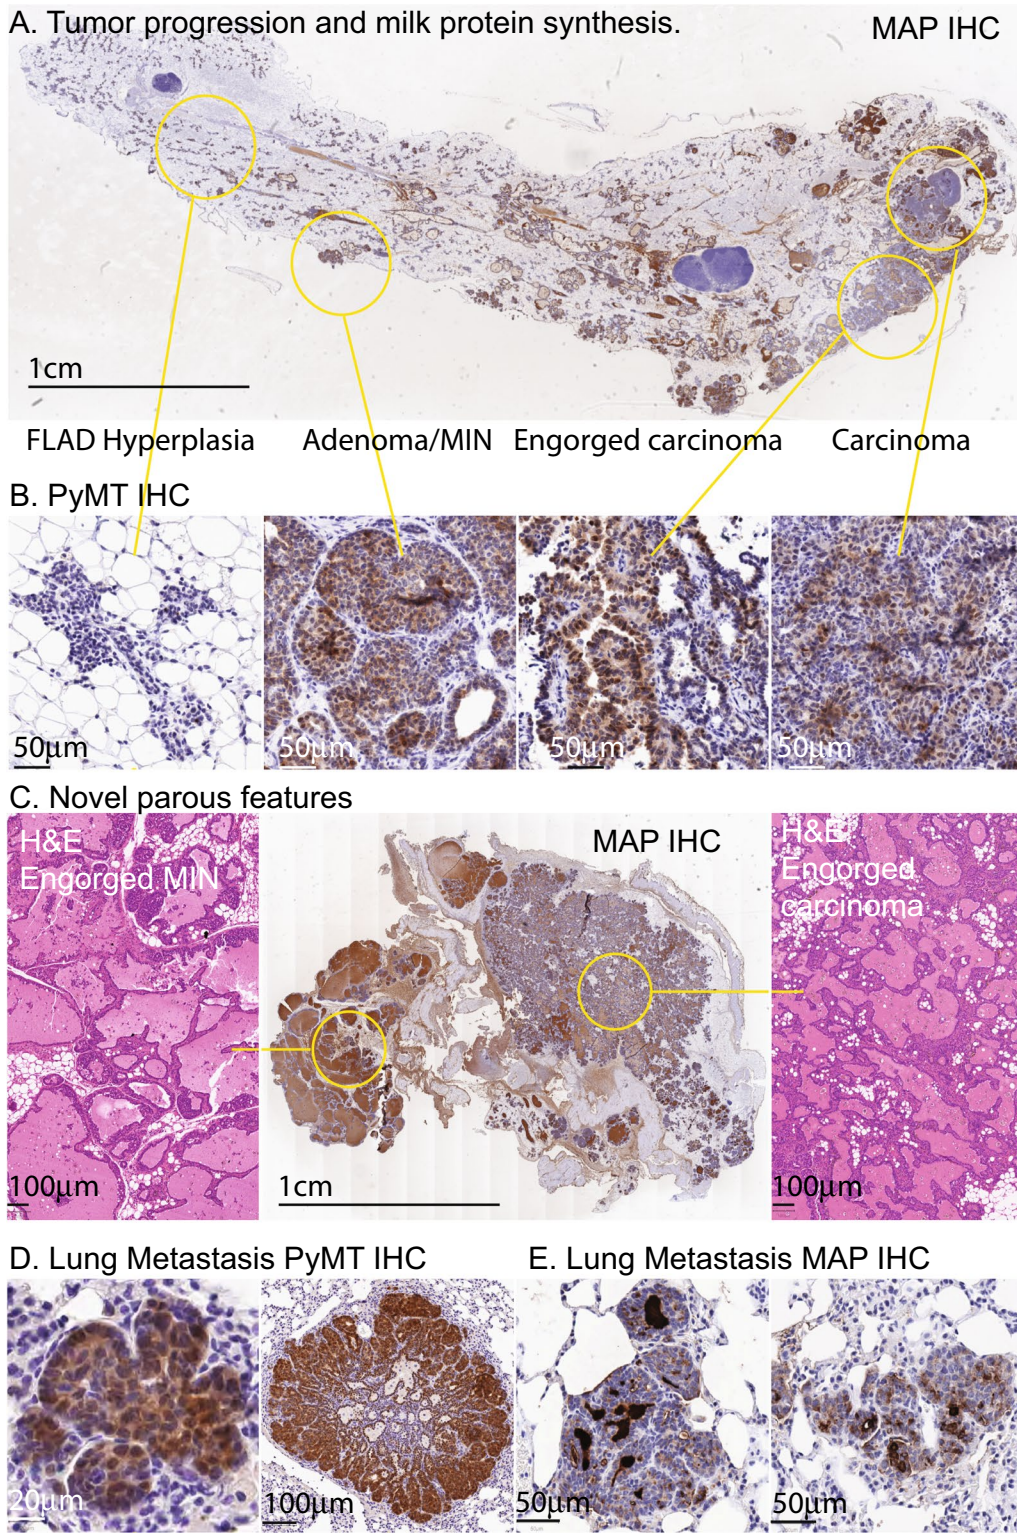 A. Tumor progression and milk protein synthesis.
MAP IHC
1cm
FLAD Hyperplasia
Adenoma/MIN
Engorged carcinoma
Carcinoma
B. PyMT IHC
50µm
50µm
50µm
50µm
C. Novel parous features
H&E
Engorged MIN
MAP IHC
H&E
Engorged
carcinoma
100µm
1cm
100µm
D. Lung Metastasis PyMT IHC
E. Lung Metastasis MAP IHC
20µm
100µm
50µm
50µm